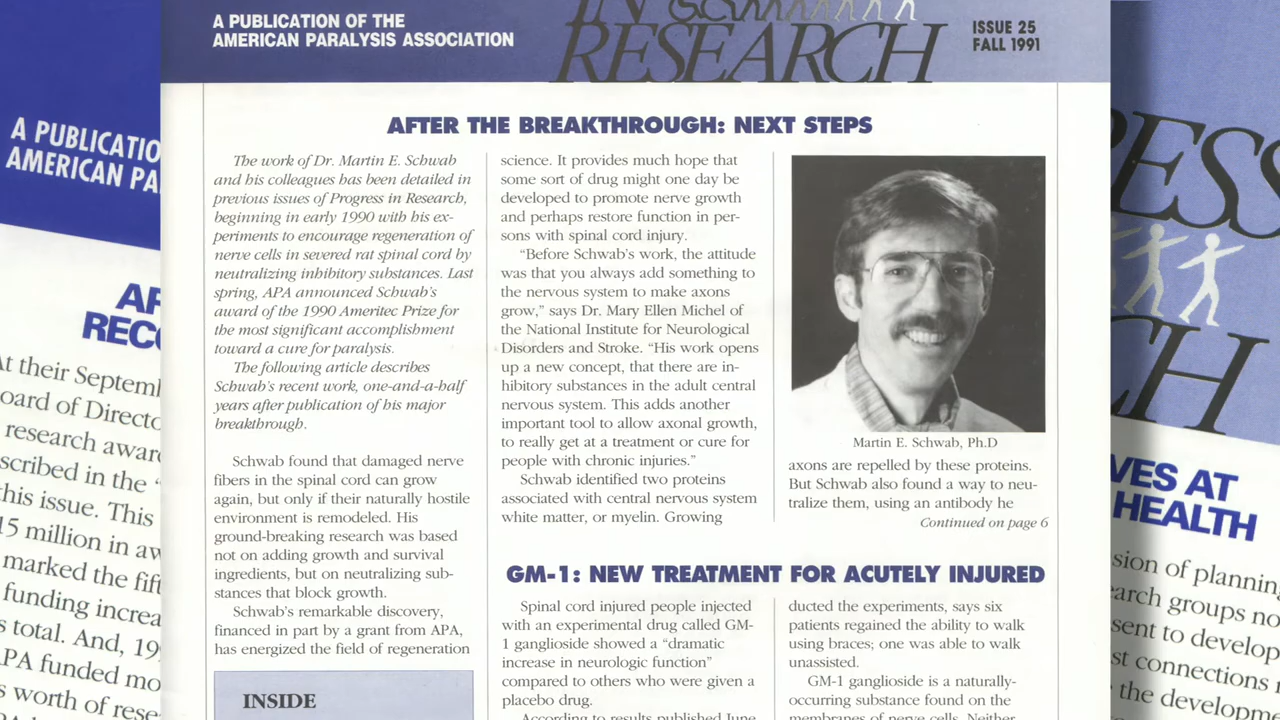 A PUBLICATION OF THE
AMERICAN PARALYSIS ASSOCIATION
IN
RESEARCH
ISSUE 25
FALL 1991
AFTER THE BREAKTHROUGH: NEXT STEPS
The work of Dr. Martin E. Schwab
and his colleagues has been detailed in
previous issues of Progress in Research,
beginning in early 1990 with his ex-
periments to encourage regeneration of
nerve cells in severed rat spinal cord by
neutralizing inhibitory substances. Last
spring, APA announced Schwab's
award of the 1990 Ameritec Prize for
the most significant accomplishment
toward a cure for paralysis.
The following article describes
Schwab's recent work, one-and-a-half
years after publication of his major
breakthrough.
Schwab found that damaged nerve
fibers in the spinal cord can grow
again, but only if their naturally hostile
environment is remodeled. His
ground-breaking research was based
not on adding growth and survival
ingredients, but on neutralizing sub-
stances that block growth.
Schwab's remarkable discovery,
financed in part by a grant from APA,
has energized the field of regeneration
INSIDE
science. It provides much hope that
some sort of drug might one day be
developed to promote nerve growth
and perhaps restore function in per-
sons with spinal cord injury.
"Before Schwab's work, the attitude
was that you always add something to
the nervous system to make axons
grow," says Dr. Mary Ellen Michel of
the National Institute for Neurological
Disorders and Stroke. "His work opens
up a new concept, that there are in-
hibitory substances in the adult central
nervous system. This adds another
important tool to allow axonal growth,
to really get at a treatment or cure for
people with chronic injuries."
Schwab identified two proteins
associated with central nervous system
white matter, or myelin. Growing
Martin E. Schwab, Ph.D
axons are repelled by these proteins.
But Schwab also found a way to neu-
tralize them, using an antibody he
Continued on page 6
GM-1: NEW TREATMENT FOR ACUTELY INJURED
Spinal cord injured people injected
with an experimental drug called GM-
1 ganglioside showed a "dramatic
increase in neurologic function"
compared to others who were given a
placebo drug.
According to results published June
ducted the experiments, says six
patients regained the ability to walk
using braces; one was able to walk
unassisted.
GM-1 ganglioside is a naturally-
occurring substance found on the
membranes of nerve cells. Neither
A PUBLICATIO
AMERICAN PA
AF
RECO
At their Septem
oard of Directo
research awar
scribed in the "
this issue. This
15 million in aw
marked the fif
funding increa
s total. And, 19
PA funded mo
s worth of rese
ESS
CH
VES AT
HEALTH
sion of planning
earch groups no
sent to develop
st connections
the developme